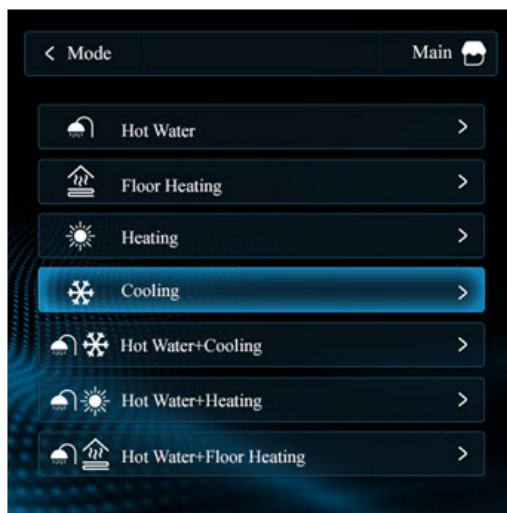 Mode
Main
Hot Water
Floor Heating
Heating
Cooling
Hot Water+Cooling
Hot Water+Heating
Hot Water+Floor Heating